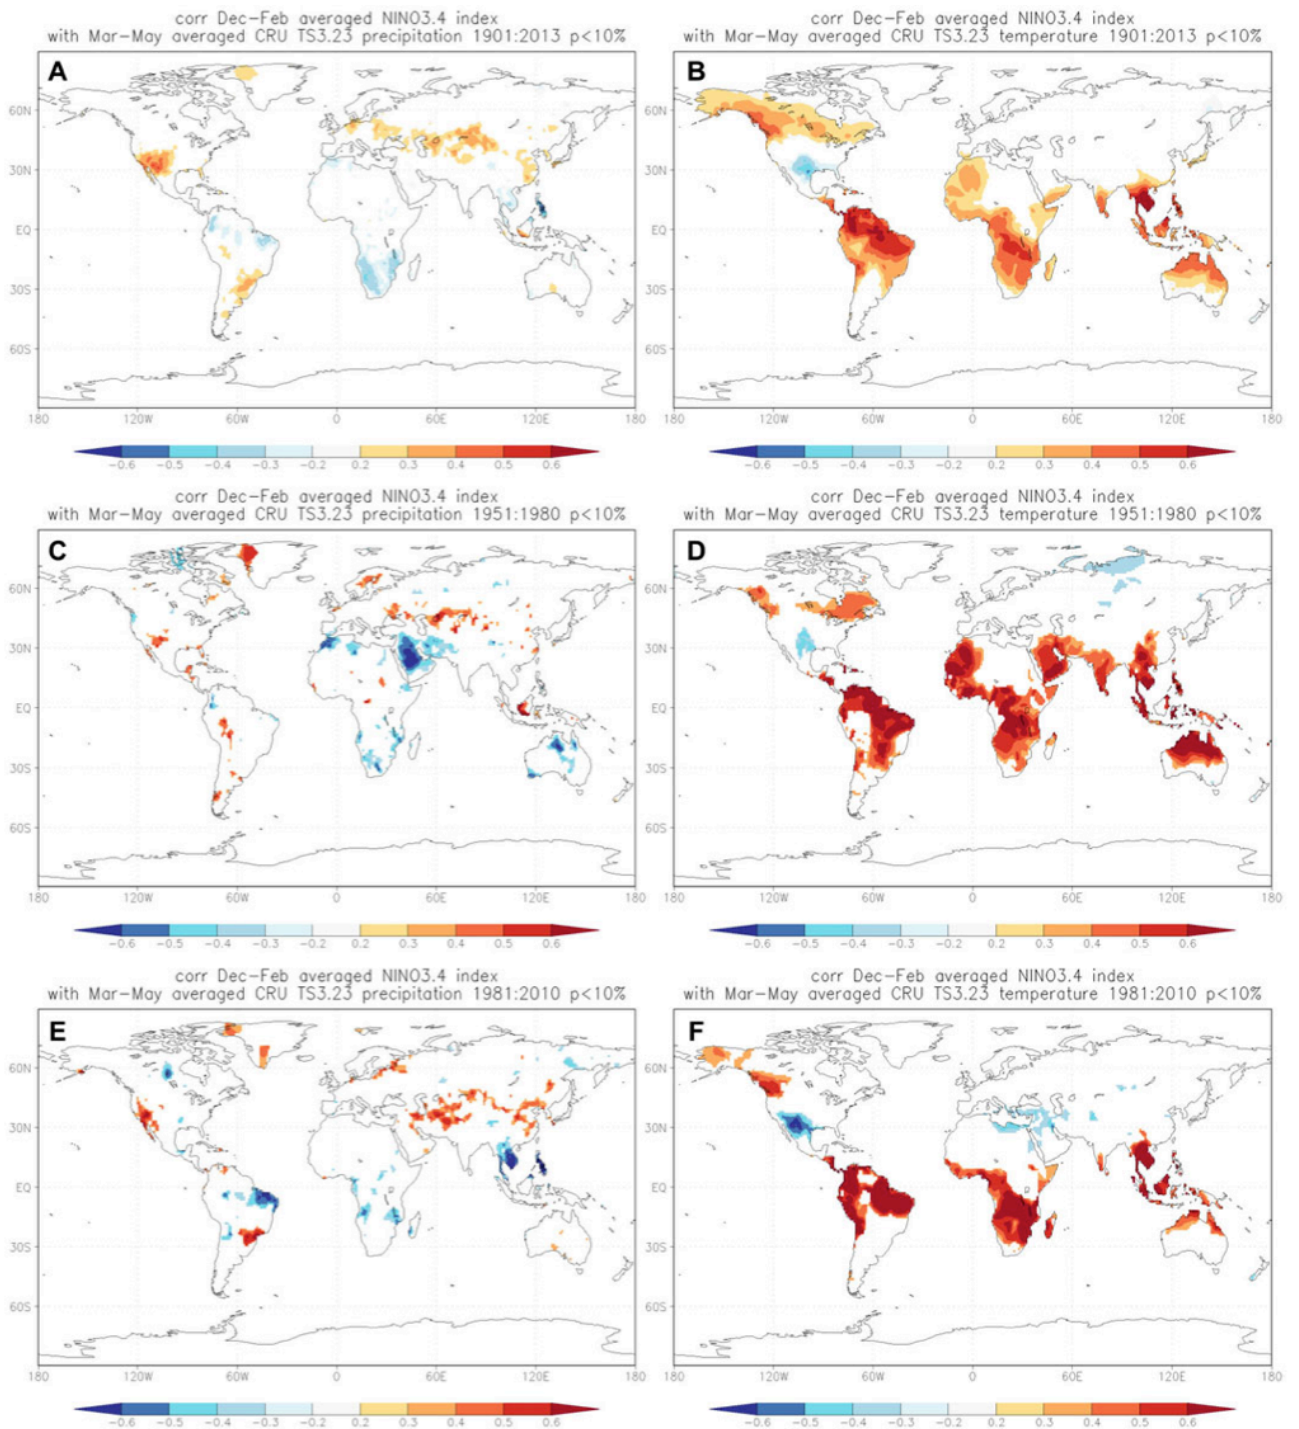 corr Dec-Feb averaged NINO3.4 index
with Mar-May averaged CRU TS3.23 precipitation 1901:2013 p<10%
A
60N
30N
EQ
30S
60S
180 120W 60W 0 60E 120E 180
-0.6 -0.5 -0.4 -0.3 -0.2 0.2 0.3 0.4 0.5 0.6
corr Dec-Feb averaged NINO3.4 index
with Mar-May averaged CRU TS3.23 temperature 1901:2013 p<10%
B
60N
30N
EQ
30S
60S
180 120W 60W 0 60E 120E 180
-0.6 -0.5 -0.4 -0.3 -0.2 0.2 0.3 0.4 0.5 0.6
corr Dec-Feb averaged NINO3.4 index
with Mar-May averaged CRU TS3.23 precipitation 1951:1980 p<10%
C
60N
30N
EQ
30S
60S
180 120W 60W 0 60E 120E 180
-0.6 -0.5 -0.4 -0.3 -0.2 0.2 0.3 0.4 0.5 0.6
corr Dec-Feb averaged NINO3.4 index
with Mar-May averaged CRU TS3.23 temperature 1951:1980 p<10%
D
60N
30N
EQ
30S
60S
180 120W 60W 0 60E 120E 180
-0.6 -0.5 -0.4 -0.3 -0.2 0.2 0.3 0.4 0.5 0.6
corr Dec-Feb averaged NINO3.4 index
with Mar-May averaged CRU TS3.23 precipitation 1981:2010 p<10%
E
60N
30N
EQ
30S
60S
180 120W 60W 0 60E 120E 180
-0.6 -0.5 -0.4 -0.3 -0.2 0.2 0.3 0.4 0.5 0.6
corr Dec-Feb averaged NINO3.4 index
with Mar-May averaged CRU TS3.23 temperature 1981:2010 p<10%
F
60N
30N
EQ
30S
60S
180 120W 60W 0 60E 120E 180
-0.6 -0.5 -0.4 -0.3 -0.2 0.2 0.3 0.4 0.5 0.6